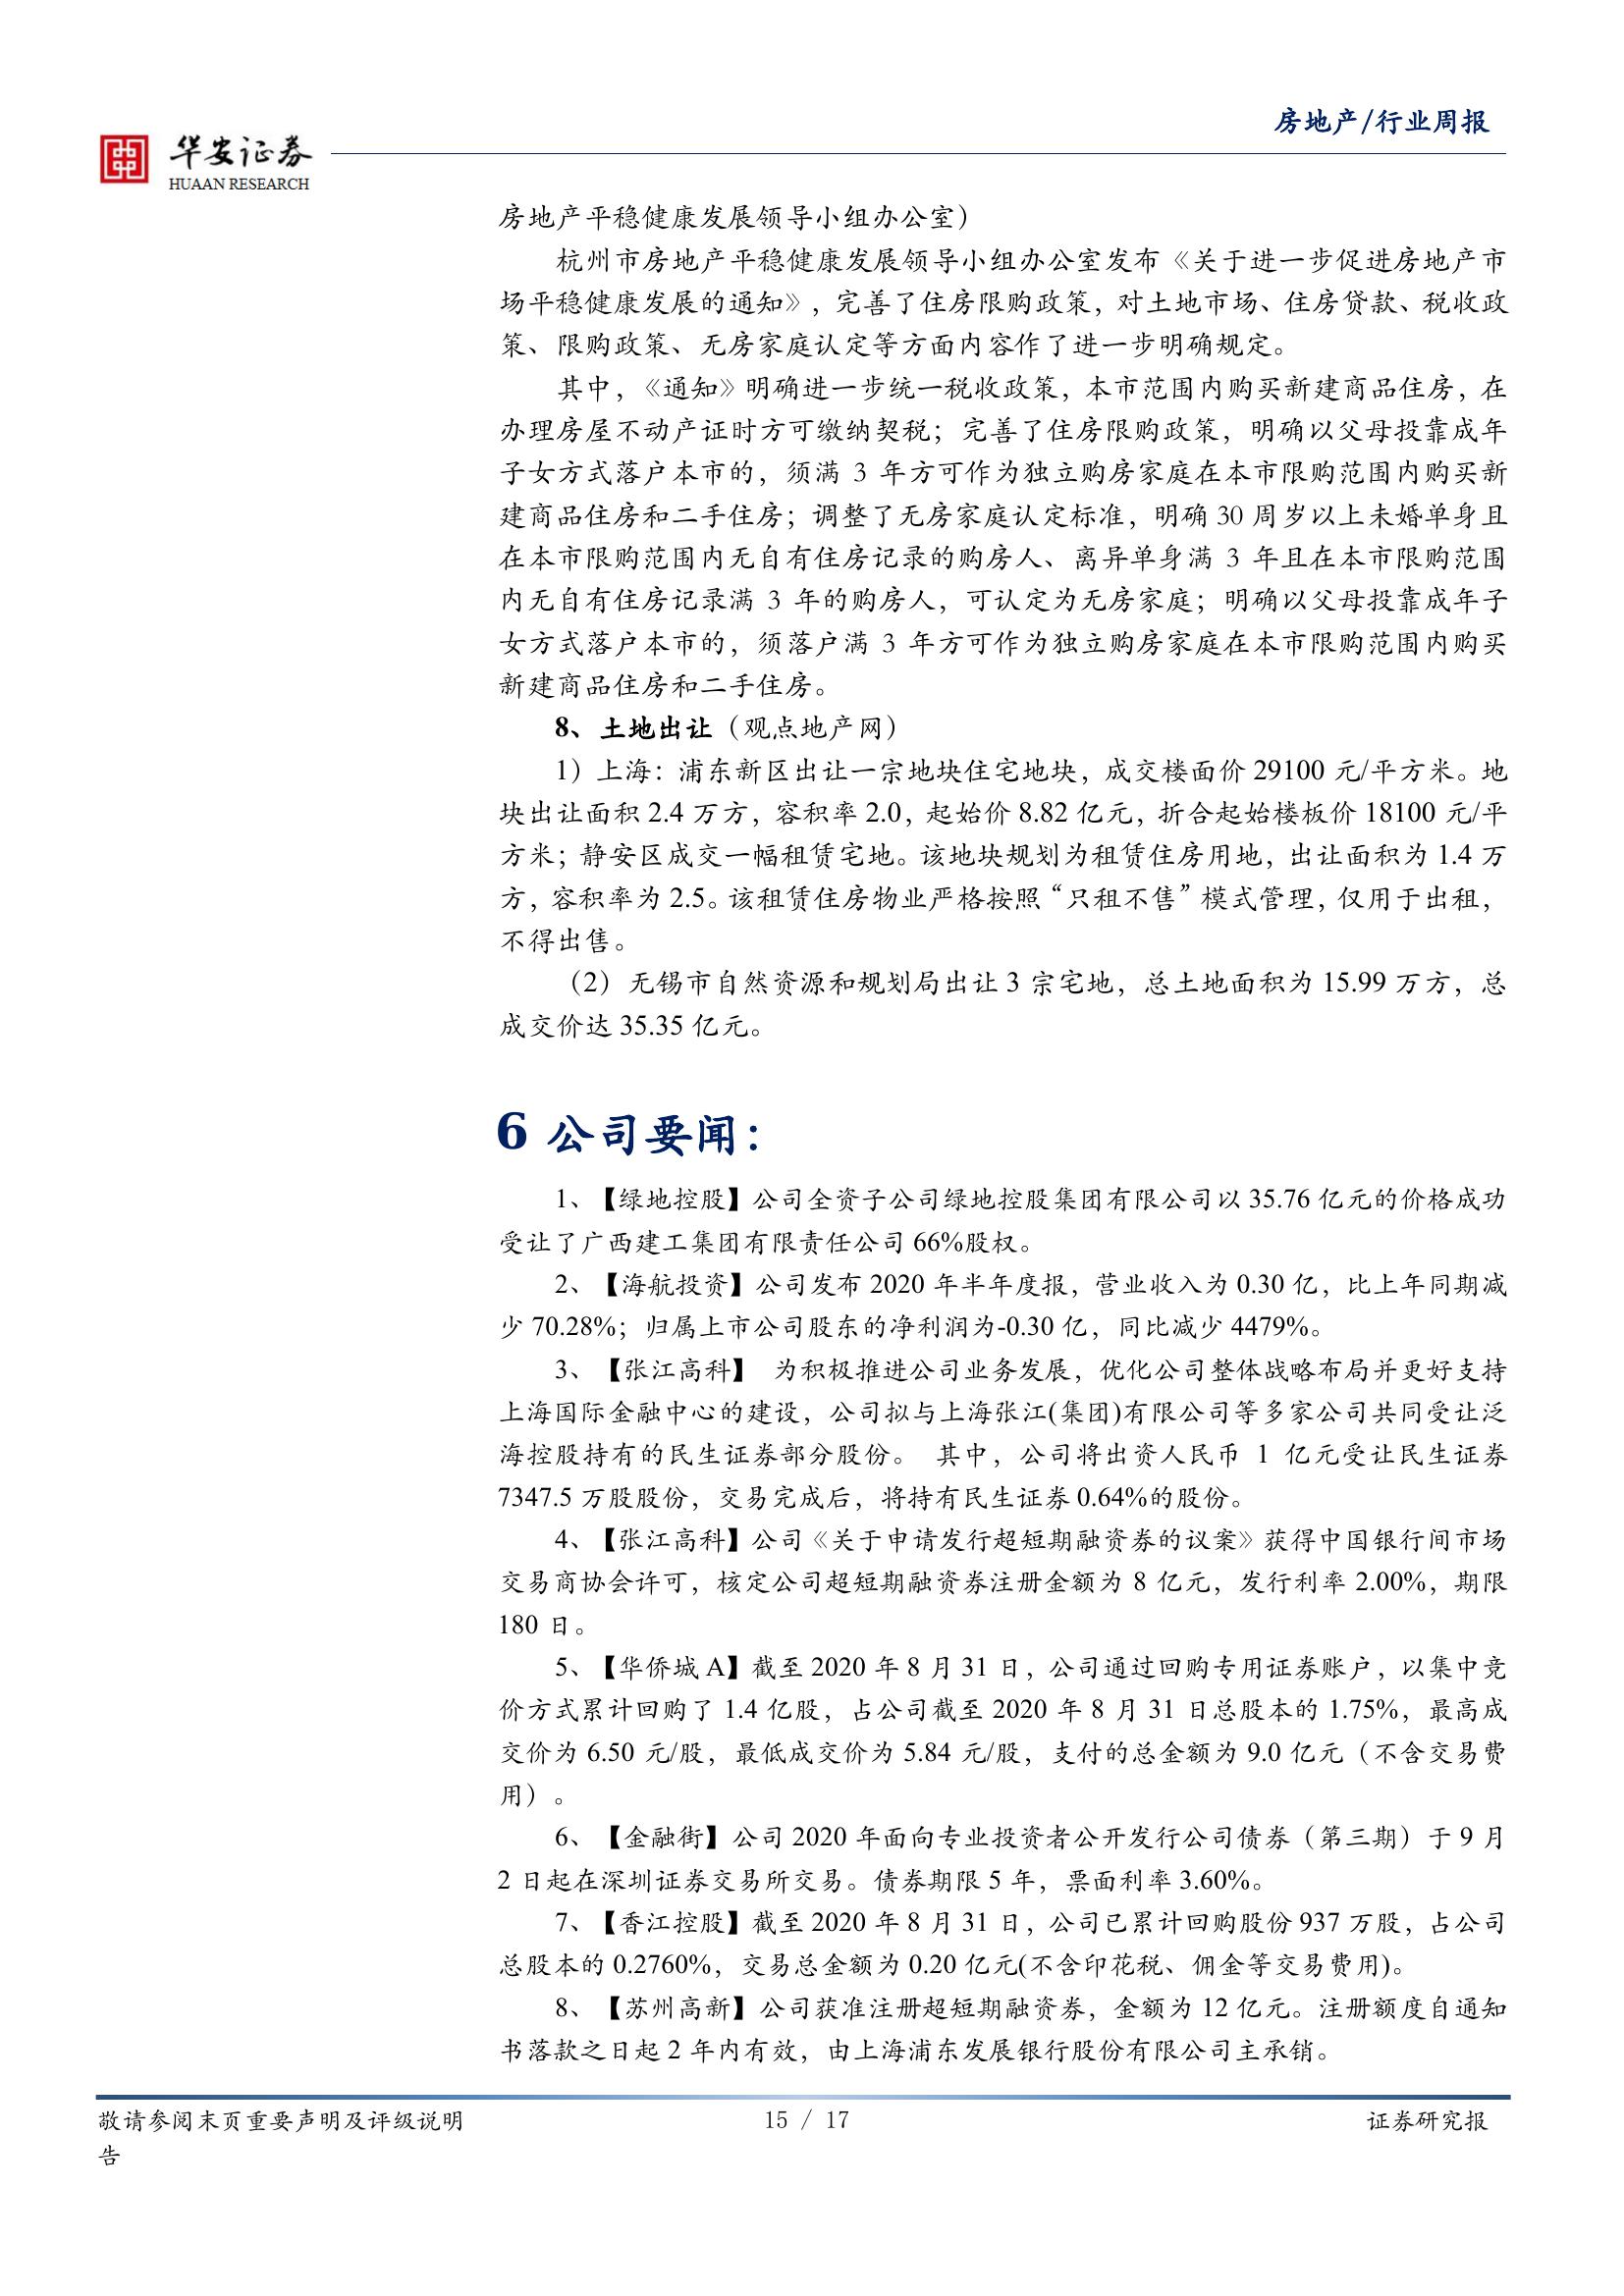 房地产/行业周报
华安证券
HUAAN RESEARCH
房地产平稳健康发展领导小组办公室）
杭州市房地产平稳健康发展领导小组办公室发布《关于进一步促进房地产市
场平稳健康发展的通知》，完善了住房限购政策，对土地市场、住房贷款、税收政
策、限购政策、无房家庭认定等方面内容作了进一步明确规定。
其中，《通知》明确进一步统一税收政策，本市范围内购买新建商品住房，在
办理房屋不动产证时方可缴纳契税；完善了住房限购政策，明确以父母投靠成年
子女方式落户本市的，须满 3 年方可作为独立购房家庭在本市限购范围内购买新
建商品住房和二手住房；调整了无房家庭认定标准，明确 30 周岁以上未婚单身且
在本市限购范围内无自有住房记录的购房人、离异单身满 3 年且在本市限购范围
内无自有住房记录满 3 年的购房人，可认定为无房家庭；明确以父母投靠成年子
女方式落户本市的，须落户满 3 年方可作为独立购房家庭在本市限购范围内购买
新建商品住房和二手住房。
8、土地出让（观点地产网）
1）上海：浦东新区出让一宗地块住宅地块，成交楼面价 29100 元/平方米。地
块出让面积 2.4 万方，容积率 2.0，起始价 8.82 亿元，折合起始楼板价 18100 元/平
方米；静安区成交一幅租赁宅地。该地块规划为租赁住房用地，出让面积为 1.4 万
方，容积率为 2.5。该租赁住房物业严格按照“只租不售”模式管理，仅用于出租，
不得出售。
（2）无锡市自然资源和规划局出让 3 宗宅地，总土地面积为 15.99 万方，总
成交价达 35.35 亿元。
6 公司要闻：
1、【绿地控股】公司全资子公司绿地控股集团有限公司以 35.76 亿元的价格成功
受让了广西建工集团有限责任公司 66%股权。
2、【海航投资】公司发布 2020 年半年度报，营业收入为 0.30 亿，比上年同期减
少 70.28%；归属上市公司股东的净利润为-0.30 亿，同比减少 4479%。
3、【张江高科】 为积极推进公司业务发展，优化公司整体战略布局并更好支持
上海国际金融中心的建设，公司拟与上海张江(集团)有限公司等多家公司共同受让泛
海控股持有的民生证券部分股份。 其中，公司将出资人民币 1 亿元受让民生证券
7347.5 万股股份，交易完成后，将持有民生证券 0.64%的股份。
4、【张江高科】公司《关于申请发行超短期融资券的议案》获得中国银行间市场
交易商协会许可，核定公司超短期融资券注册金额为 8 亿元，发行利率 2.00%，期限
180 日。
5、【华侨城 A】截至 2020 年 8 月 31 日，公司通过回购专用证券账户，以集中竞
价方式累计回购了 1.4 亿股，占公司截至 2020 年 8 月 31 日总股本的 1.75%，最高成
交价为 6.50 元/股，最低成交价为 5.84 元/股，支付的总金额为 9.0 亿元（不含交易费
用）。
6、【金融街】公司 2020 年面向专业投资者公开发行公司债券（第三期）于 9 月
2 日起在深圳证券交易所交易。债券期限 5 年，票面利率 3.60%。
7、【香江控股】截至 2020 年 8 月 31 日，公司已累计回购股份 937 万股，占公司
总股本的 0.2760%，交易总金额为 0.20 亿元(不含印花税、佣金等交易费用)。
8、【苏州高新】公司获准注册超短期融资券，金额为 12 亿元。注册额度自通知
书落款之日起 2 年内有效，由上海浦东发展银行股份有限公司主承销。
敬请参阅末页重要声明及评级说明 15 / 17 证券研究报
告